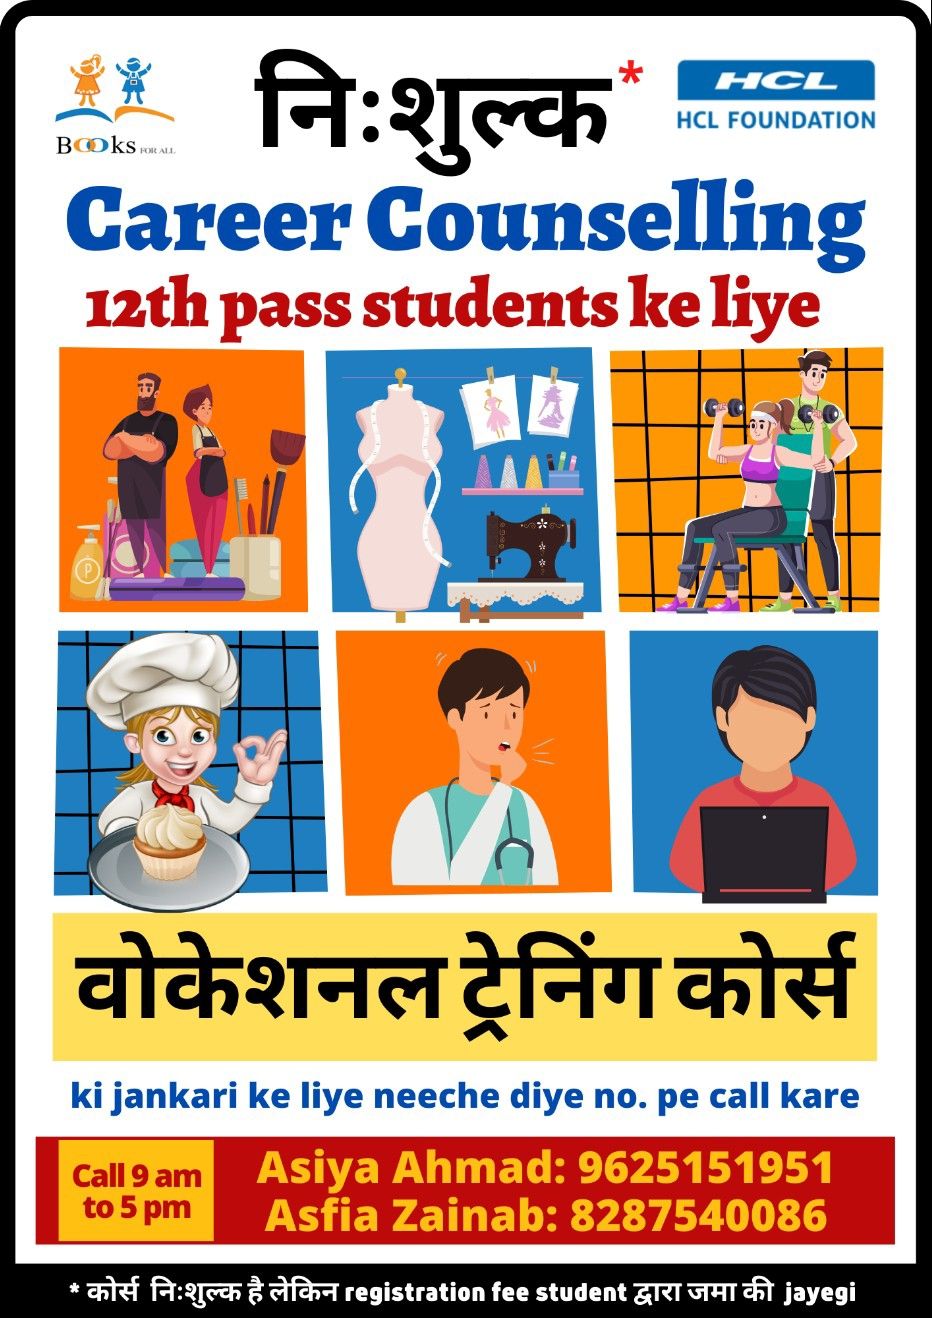 Books FOR ALL
निःशुल्क*
HCL
HCL FOUNDATION
Career Counselling
12th pass students ke liye
P
वोकेशनल ट्रेनिंग कोर्स
ki jankari ke liye neeche diye no. pe call kare
Call 9 am
to 5 pm
Asiya Ahmad: 9625151951
Asfia Zainab: 8287540086
* कोर्स निःशुल्क है लेकिन registration fee student द्वारा जमा की jayegi